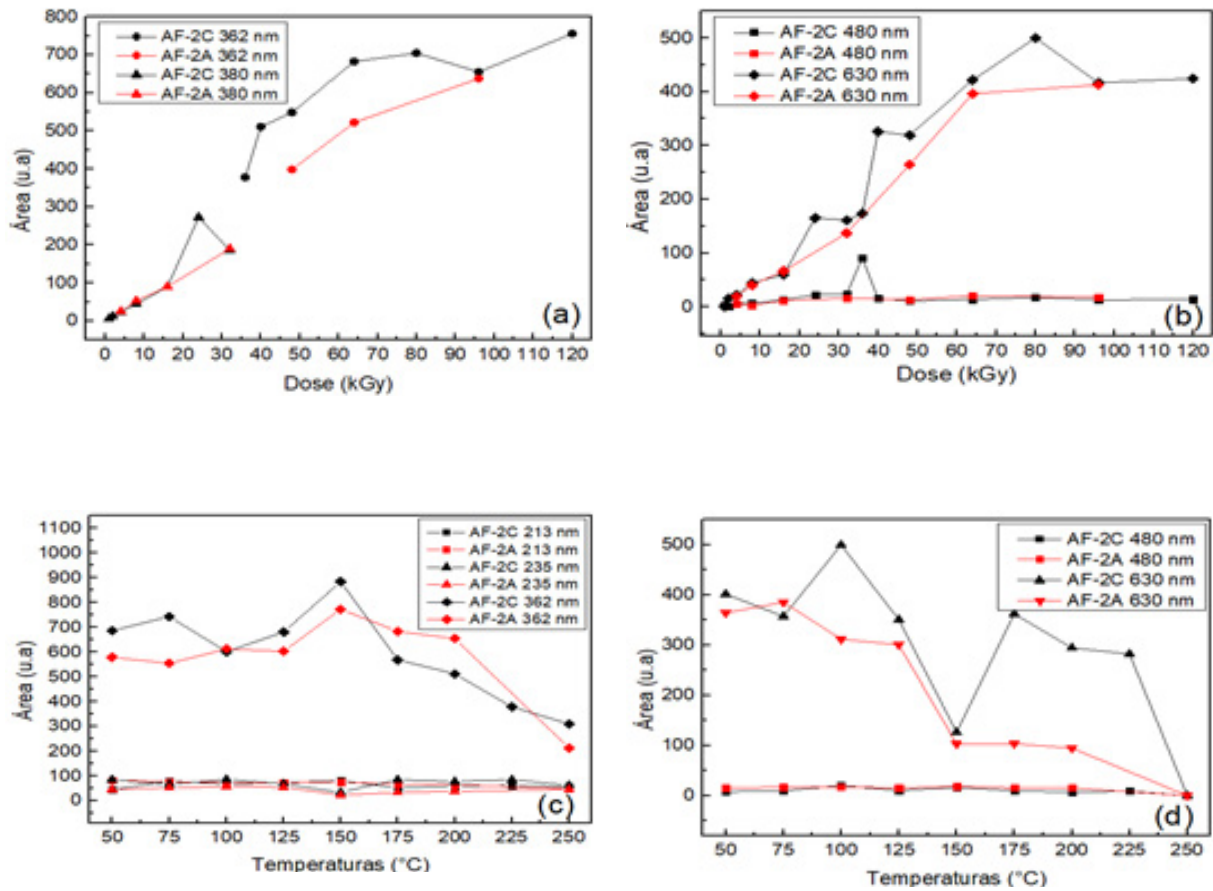 AF-2C 362 nm
AF-2A 362 nm
AF-2C 380 nm
AF-2A 380 nm
Área (u.a)
800
700
600
500
400
300
200
100
0
0 10 20 30 40 50 60 70 80 90 100 110 120
Dose (kGy)
(a)
AF-2C 480 nm
AF-2A 480 nm
AF-2C 630 nm
AF-2A 630 nm
Área (u.a)
500
400
300
200
100
0
0 10 20 30 40 50 60 70 80 90 100 110 120
Dose (kGy)
(b)
AF-2C 213 nm
AF-2A 213 nm
AF-2C 235 nm
AF-2A 235 nm
AF-2C 362 nm
AF-2A 362 nm
Área (u.a)
1100
1000
900
800
700
600
500
400
300
200
100
0
50 75 100 125 150 175 200 225 250
Temperaturas (°C)
(c)
AF-2C 480 nm
AF-2A 480 nm
AF-2C 630 nm
AF-2A 630 nm
Área (u.a)
500
400
300
200
100
0
50 75 100 125 150 175 200 225 250
Temperaturas (°C)
(d)